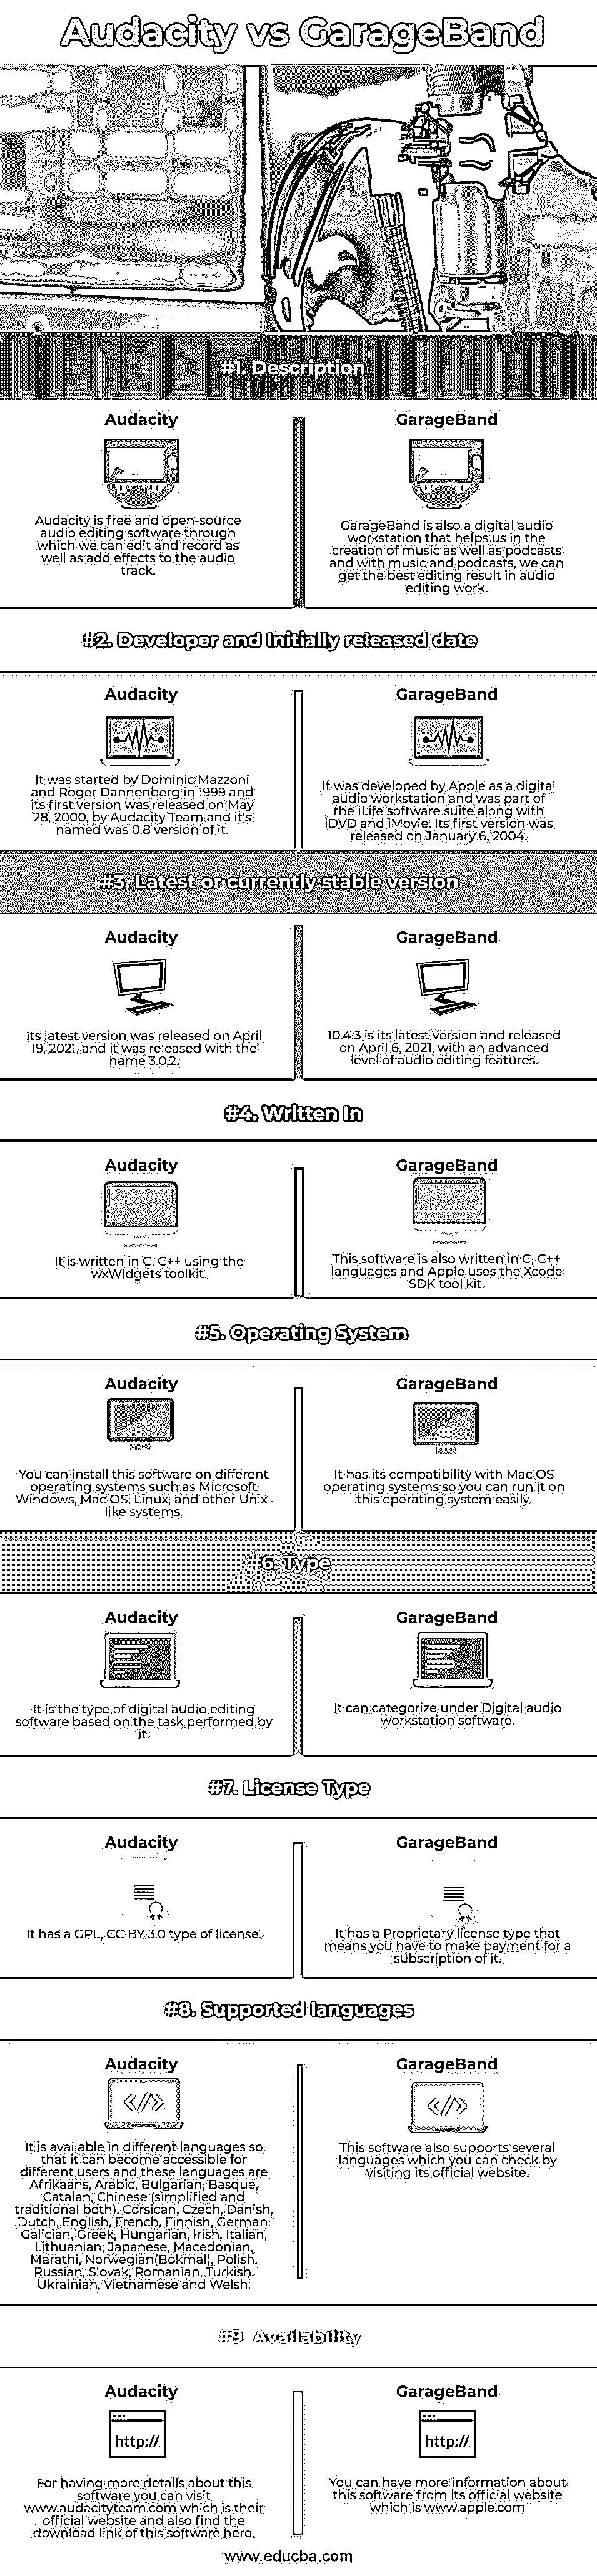 Audacity vs GarageBand
#1. Description
Audacity
Audacity is free and open-source
audio editing software through
which we can edit and record as
well as add effects to the audio
track.
GarageBand
GarageBand is also a digital audio
workstation that helps us in the
creation of music as well as podcasts
and with music and podcasts, we can
get the best editing result in audio
editing work.
#2. Developer and Initially released date
Audacity
It was started by Dominic Mazzoni
and Roger Dannenberg in 1999 and
its first version was released on May
28, 2000, by Audacity Team and it's
named was 0.8 version of it.
GarageBand
It was developed by Apple as a digital
audio workstation and was part of
the iLife software suite along with
iDVD and iMovie. Its first version was
released on January 6, 2004.
#3. Latest or currently stable version
Audacity
Its latest version was released on April
19, 2021, and it was released with the
name 3.0.2.
GarageBand
10.4.3 is its latest version and released
on April 6, 2021, with an advanced
level of audio editing features.
#4. Written In
Audacity
It is written in C, C++ using the
wxWidgets toolkit.
GarageBand
This software is also written in C, C++
languages and Apple uses the Xcode
SDK tool kit.
#5. Operating System
Audacity
You can install this software on different
operating systems such as Microsoft
Windows, Mac OS, Linux, and other Unix-
like systems.
GarageBand
It has its compatibility with Mac OS
operating systems so you can run it on
this operating system easily.
#6. Type
Audacity
It is the type of digital audio editing
software based on the task performed by
it.
GarageBand
It can categorize under Digital audio
workstation software.
#7. License Type
Audacity
It has a GPL, CC BY 3.0 type of license.
GarageBand
It has a Proprietary license type that
means you have to make payment for a
subscription of it.
#8. Supported languages
Audacity
</>
It is available in different languages so
that it can become accessible for
different users and these languages are
Afrikaans, Arabic, Bulgarian, Basque,
Catalan, Chinese (simplified and
traditional both), Corsican, Czech, Danish,
Dutch, English, French, Finnish, German,
Galician, Greek, Hungarian, Irish, Italian,
Lithuanian, Japanese, Macedonian,
Marathi, Norwegian(Bokmal), Polish,
Russian, Slovak, Romanian, Turkish,
Ukrainian, Vietnamese and Welsh.
GarageBand
</>
This software also supports several
languages which you can check by
visiting its official website.
#9. Availability
Audacity
http://
For having more details about this
software you can visit
www.audacityteam.com which is their
official website and also find the
download link of this software here.
GarageBand
http://
You can have more information about
this software from its official website
which is www.apple.com
www.educba.com